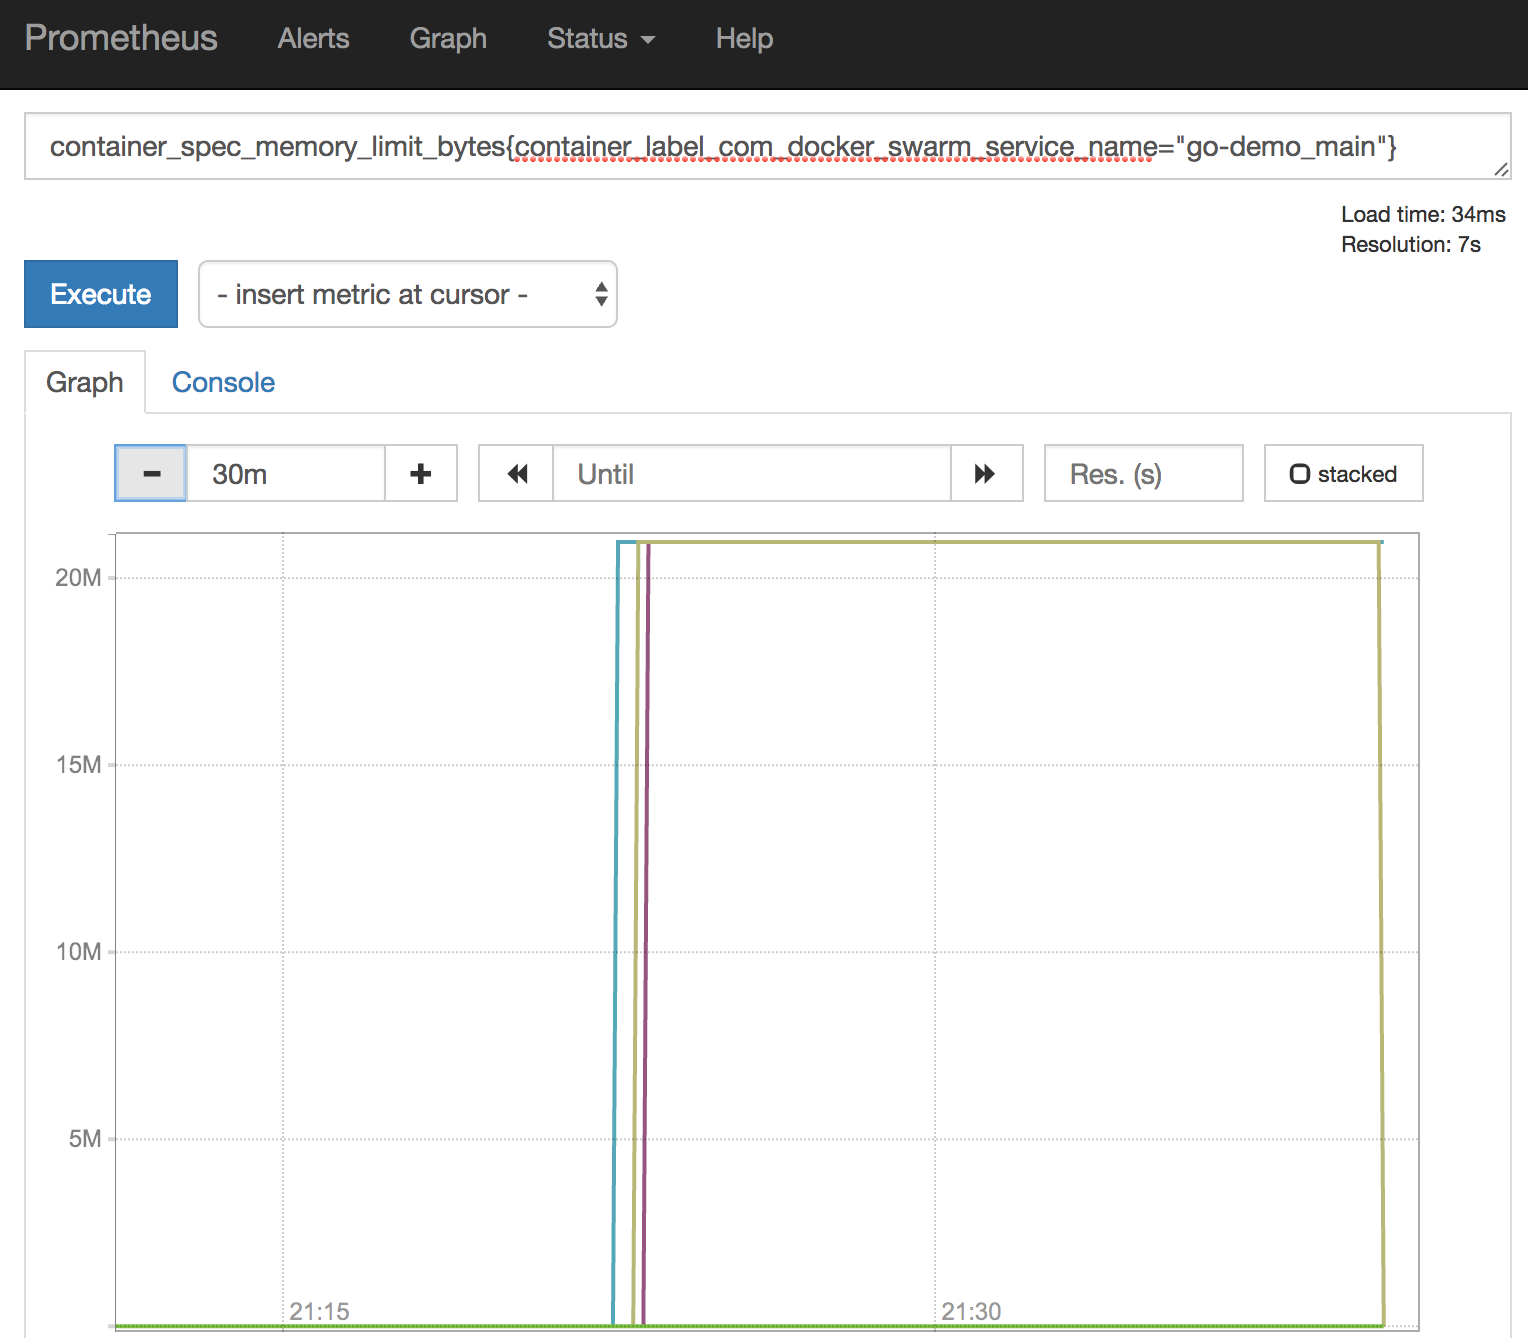 Prometheus Alerts Graph Status Help
container_spec_memory_limit_bytes{container_label_com_docker_swarm_service_name="go-demo_main"}
Load time: 34ms
Resolution: 7s
Execute - insert metric at cursor -
Graph Console
30m Until Res. (s) stacked
20M
15M
10M
5M
21:15 21:30